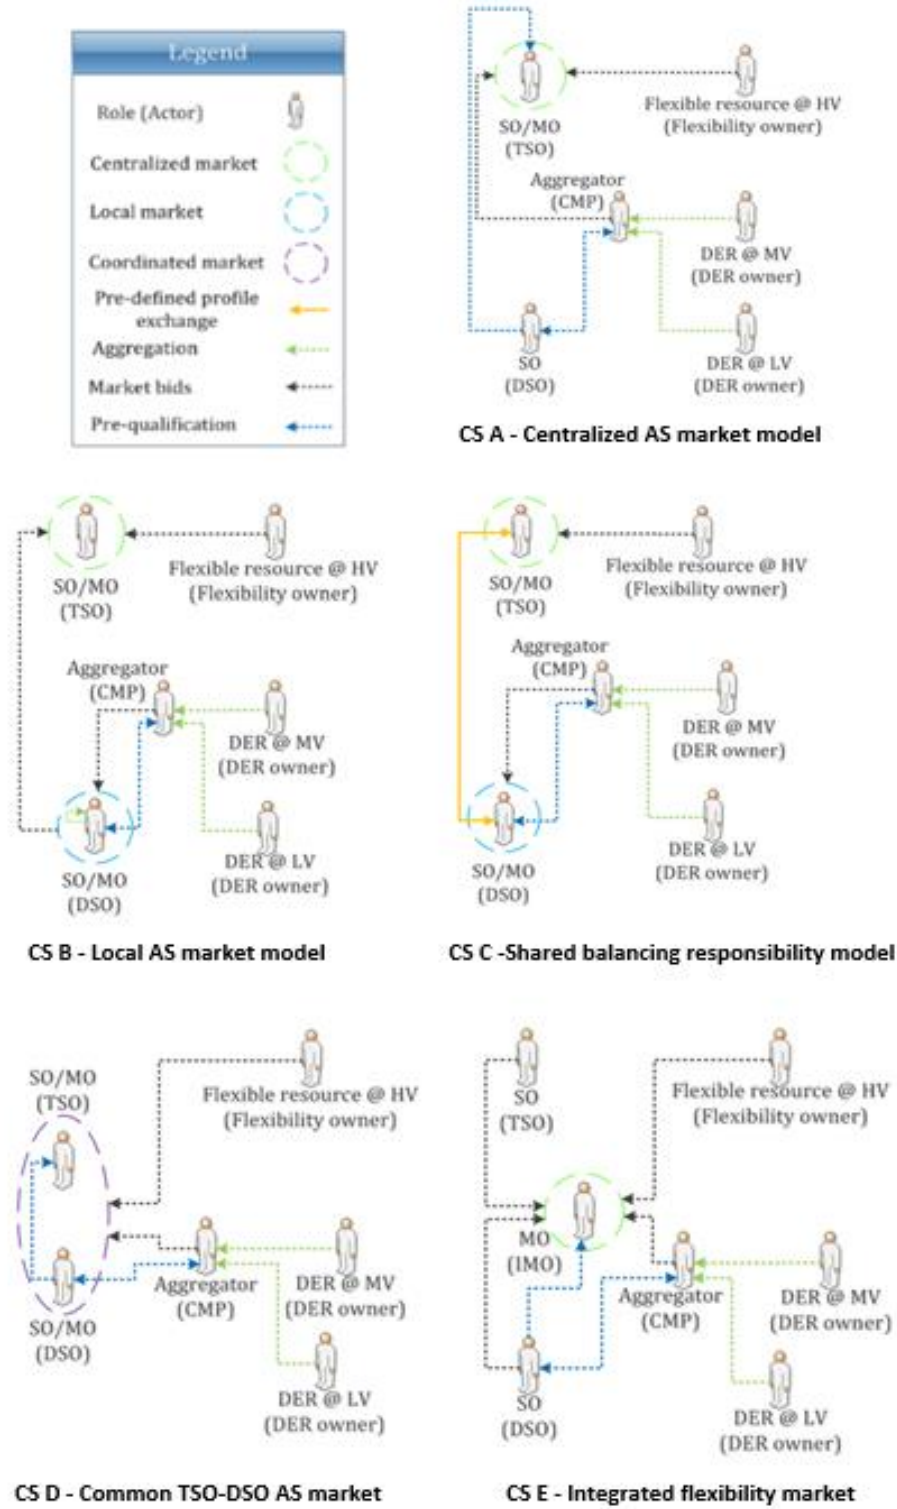 Legend
Role (Actor)
Centralized market
Local market
Coordinated market
Pre-defined profile
exchange
Aggregation
Market bids
Pre-qualification
SO/MO
(TSO)
Flexible resource @ HV
(Flexibility owner)
Aggregator
(CMP)
DER @ MV
(DER owner)
SO
(DSO)
DER @ LV
(DER owner)
CS A - Centralized AS market model
SO/MO
(TSO)
Flexible resource @ HV
(Flexibility owner)
Aggregator
(CMP)
DER @ MV
(DER owner)
DER @ LV
(DER owner)
SO/MO
(DSO)
CS B - Local AS market model
SO/MO
(TSO)
Flexible resource @ HV
(Flexibility owner)
Aggregator
(CMP)
DER @ MV
(DER owner)
DER @ LV
(DER owner)
SO/MO
(DSO)
CS C -Shared balancing responsibility model
SO/MO
(TSO)
Flexible resource @ HV
(Flexibility owner)
Aggregator
(CMP)
DER @ MV
(DER owner)
SO/MO
(DSO)
DER @ LV
(DER owner)
CS D - Common TSO-DSO AS market
SO
(TSO)
Flexible resource @ HV
(Flexibility owner)
MO
(IMO)
Aggregator
(CMP)
DER @ MV
(DER owner)
SO
(DSO)
DER @ LV
(DER owner)
CS E - Integrated flexibility market